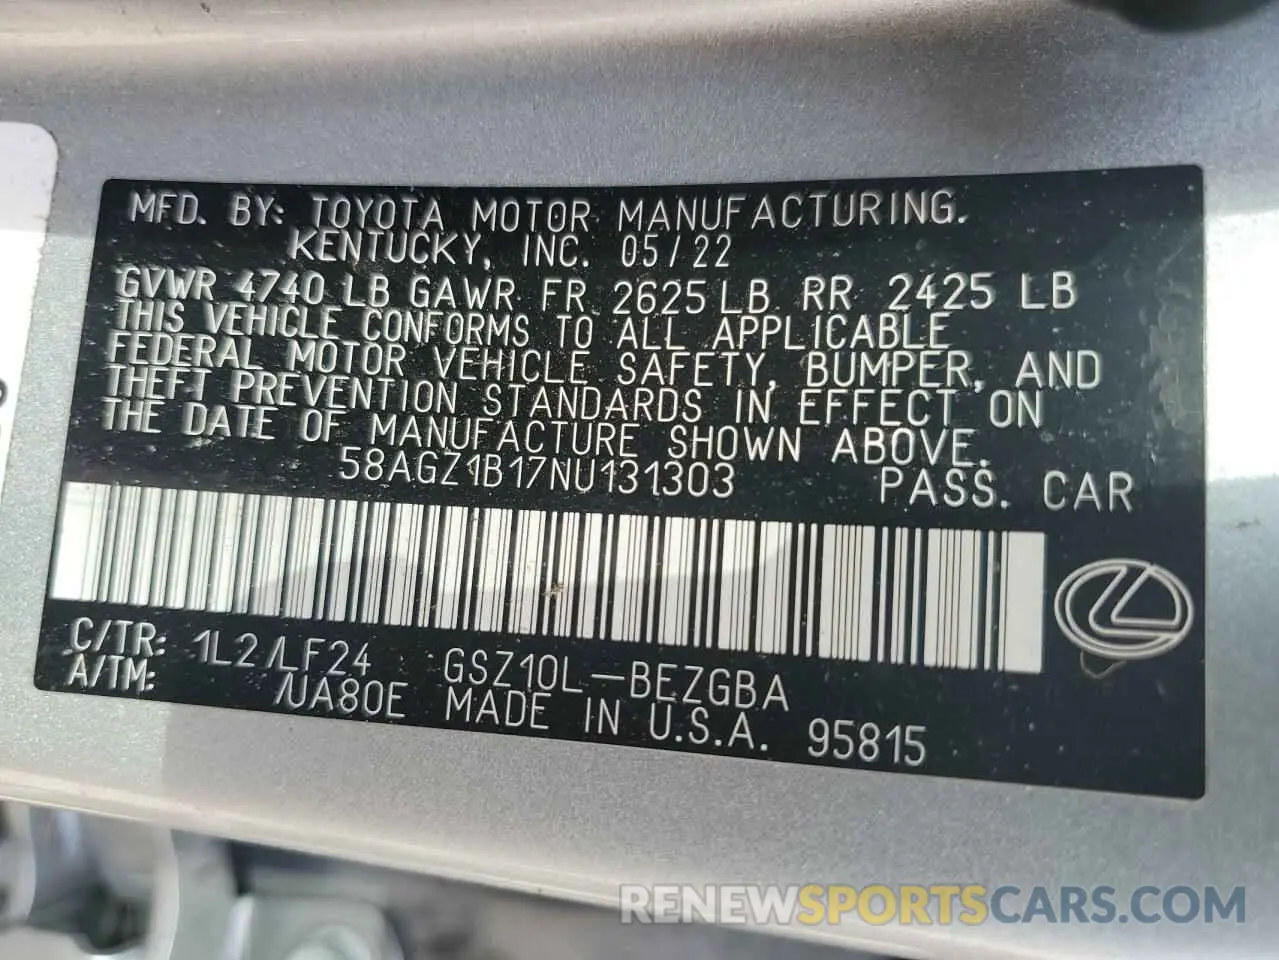 MFD. BY: TOYOTA MOTOR MANUFACTURING.
KENTUCKY, INC. 05/22
GVWR 4740 LB GAWR FR 2625 LB RR 2425 LB
THIS VEHICLE CONFORMS TO ALL APPLICABLE
FEDERAL MOTOR VEHICLE SAFETY, BUMPER, AND
THEFT PREVENTION STANDARDS IN EFFECT ON
THE DATE OF MANUFACTURE SHOWN ABOVE.
58AGZ1B17NU131303 PASS. CAR
C/TR: 1L2/LF24 GSZ10L-BEZGBA
A/TM: /UA80E MADE IN U.S.A. 95815
RENEWSPORTSCARS.COM